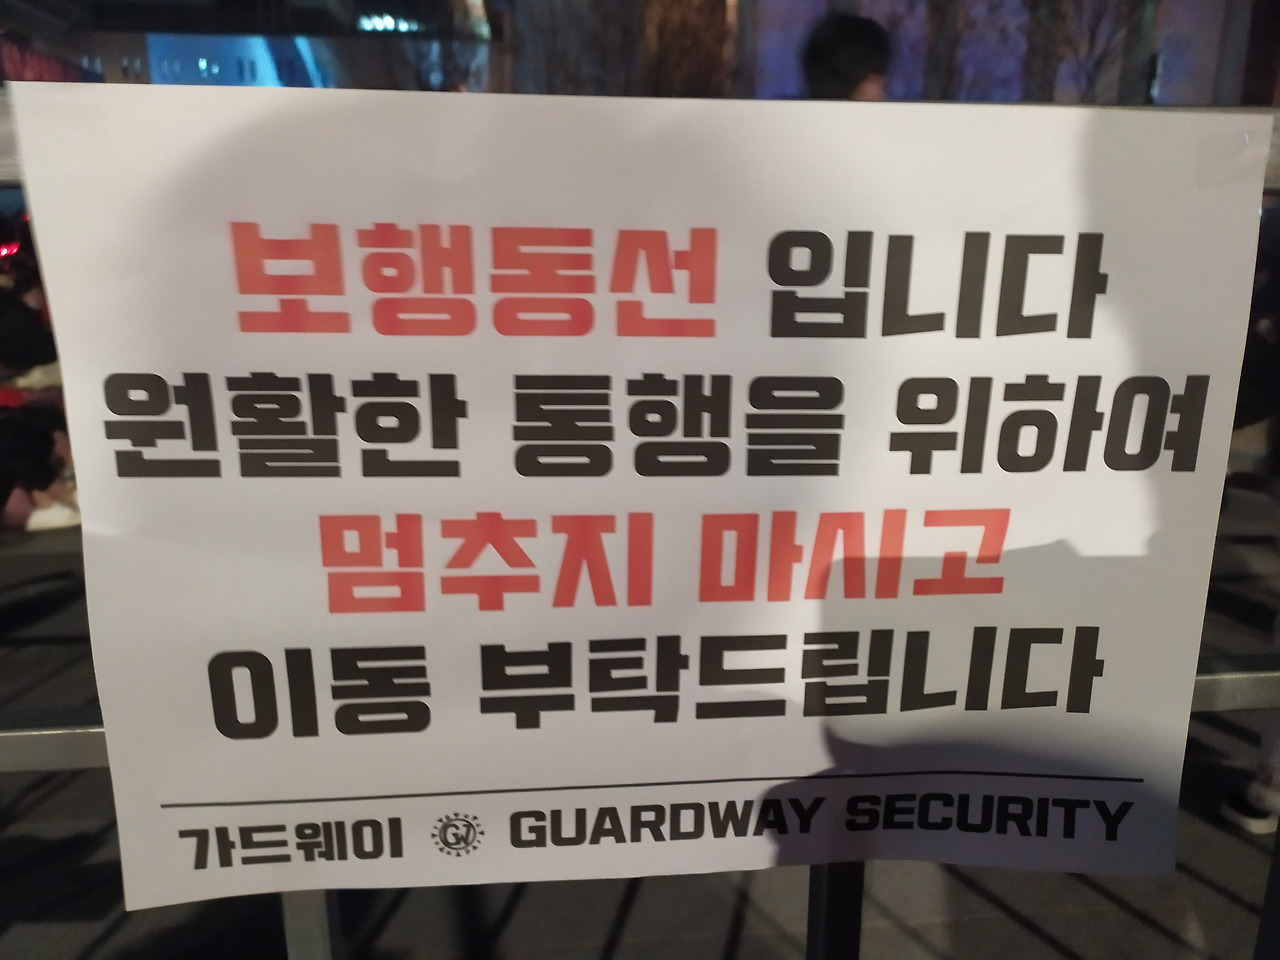 보행동선 입니다
원활한 통행을 위하여
멈추지 마시고
이동 부탁드립니다
가드웨이 GW GUARDWAY SECURITY